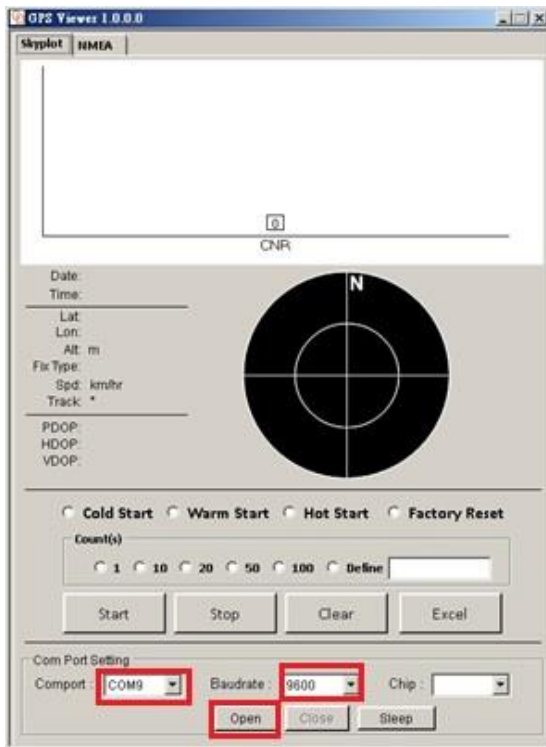 GPS Viewer 1.0.0.0
Skyplot NMEA
0
CNR
Date:
Time:
Lat:
Lon:
Alt: m
Fix Type:
Spd: km/hr
Track: *
PDOP:
HDOP:
VDOP:
N
Cold Start Warm Start Hot Start Factory Reset
Count(s)
1 10 20 50 100 Define
Start Stop Clear Excel
Com Port Setting
Comport : COM9 Baudrate : 9600 Chip :
Open Close Sleep